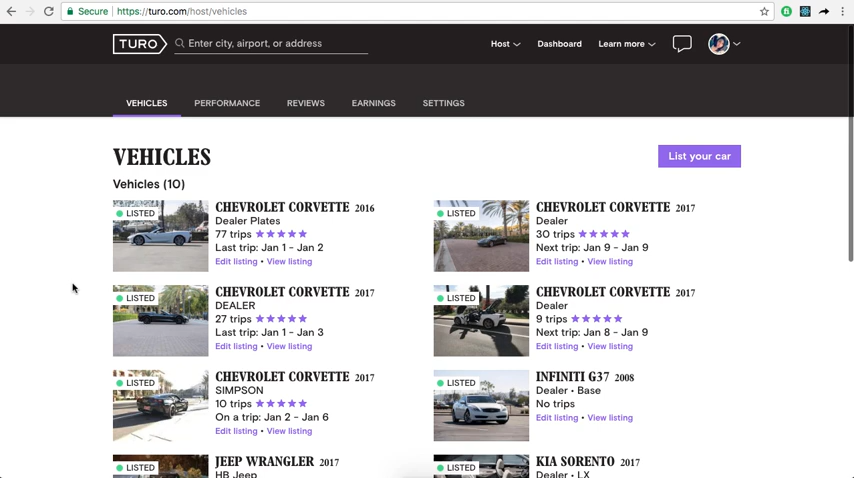 Secure https://turo.com/host/vehicles
TURO
Enter city, airport, or address
Host
Dashboard
Learn more
VEHICLES
PERFORMANCE
REVIEWS
EARNINGS
SETTINGS
VEHICLES
List your car
Vehicles (10)
LISTED
CHEVROLET CORVETTE 2016
Dealer Plates
77 trips
Last trip: Jan 1 - Jan 2
Edit listing • View listing
LISTED
CHEVROLET CORVETTE 2017
Dealer
30 trips
Next trip: Jan 9 - Jan 9
Edit listing • View listing
LISTED
CHEVROLET CORVETTE 2017
DEALER
27 trips
Last trip: Jan 1 - Jan 3
Edit listing • View listing
LISTED
CHEVROLET CORVETTE 2017
Dealer
9 trips
Next trip: Jan 8 - Jan 9
Edit listing • View listing
LISTED
CHEVROLET CORVETTE 2017
SIMPSON
10 trips
On a trip: Jan 2 - Jan 6
Edit listing • View listing
LISTED
INFINITI G37 2008
Dealer • Base
No trips
Edit listing • View listing
LISTED
JEEP WRANGLER 2017
HB Jeep
LISTED
KIA SORENTO 2017
Dealer • LX